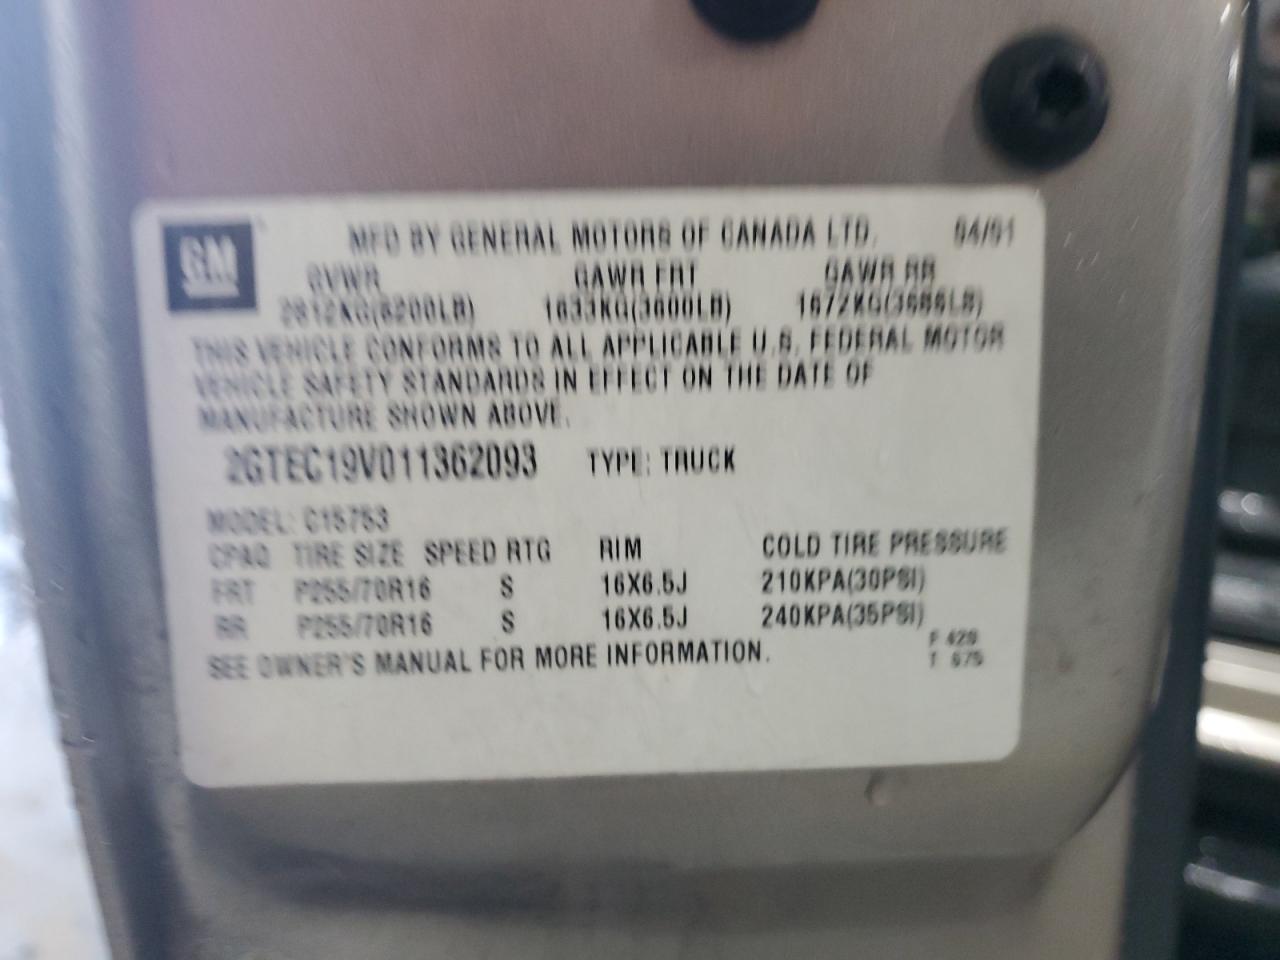 GM
MFD BY GENERAL MOTORS OF CANADA LTD. 04/01
GVWR GAWR FRT GAWR RR
2812KG(6200LB) 1633KG(3600LB) 1672KG(3686LB)
THIS VEHICLE CONFORMS TO ALL APPLICABLE U.S. FEDERAL MOTOR
VEHICLE SAFETY STANDARDS IN EFFECT ON THE DATE OF
MANUFACTURE SHOWN ABOVE.
2GTEC19V011362093 TYPE: TRUCK
MODEL: C15753
TIRE SIZE SPEED RTG RIM COLD TIRE PRESSURE
FRT P255/70R16 S 16X6.5J 210KPA(30PSI)
RR P255/70R16 S 16X6.5J 240KPA(35PSI)
SEE OWNER'S MANUAL FOR MORE INFORMATION.